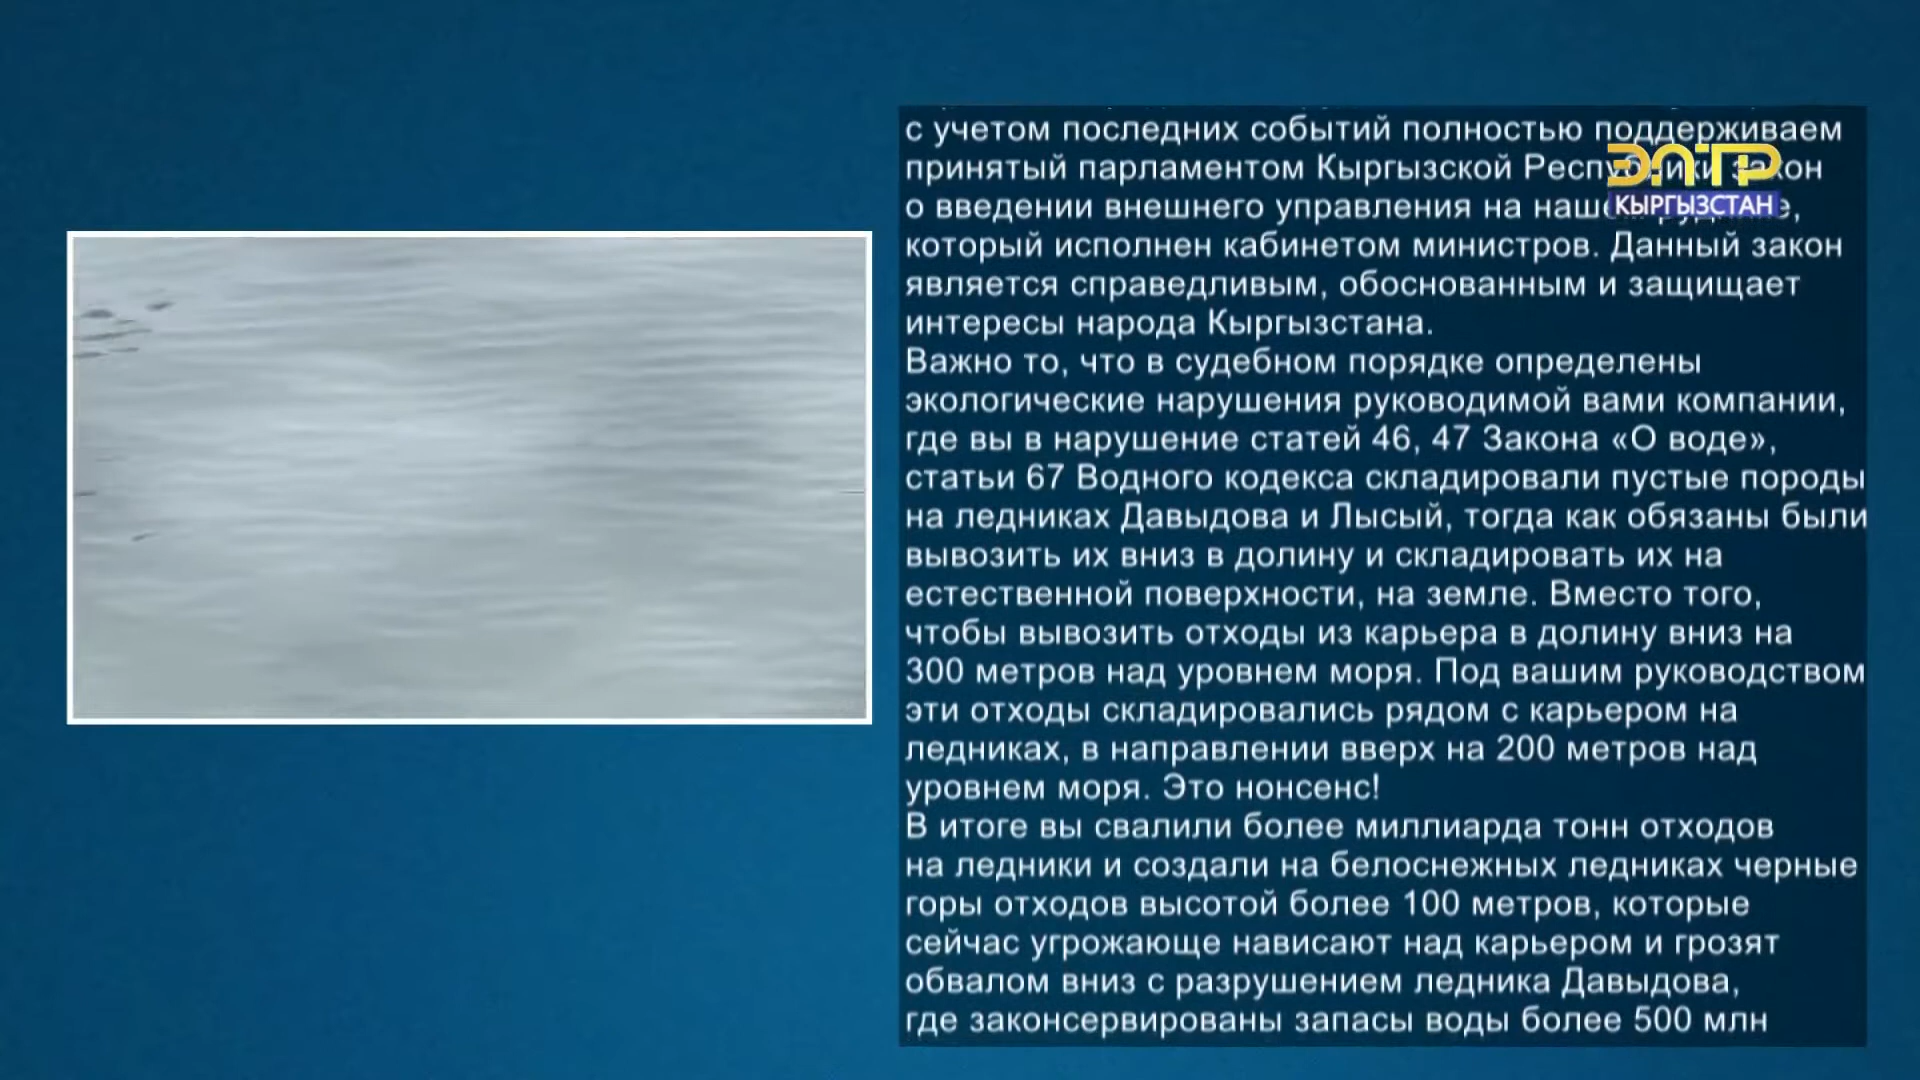 с учетом последних событий полностью поддерживаем
принятый парламентом Кыргызской Республики закон
о введении внешнего управления на нашем руднике,
который исполнен кабинетом министров. Данный закон
является справедливым, обоснованным и защищает
интересы народа Кыргызстана.
Важно то, что в судебном порядке определены
экологические нарушения руководимой вами компании,
где вы в нарушение статей 46, 47 Закона «О воде»,
статьи 67 Водного кодекса складировали пустые породы
на ледниках Давыдова и Лысый, тогда как обязаны были
вывозить их вниз в долину и складировать их на
естественной поверхности, на земле. Вместо того,
чтобы вывозить отходы из карьера в долину вниз на
300 метров над уровнем моря. Под вашим руководством
эти отходы складировались рядом с карьером на
ледниках, в направлении вверх на 200 метров над
уровнем моря. Это нонсенс!
В итоге вы свалили более миллиарда тонн отходов
на ледники и создали на белоснежных ледниках черные
горы отходов высотой более 100 метров, которые
сейчас угрожающе нависают над карьером и грозят
обвалом вниз с разрушением ледника Давыдова,
где законсервированы запасы воды более 500 млн
ЭЛТР
КЫРГЫЗСТАН